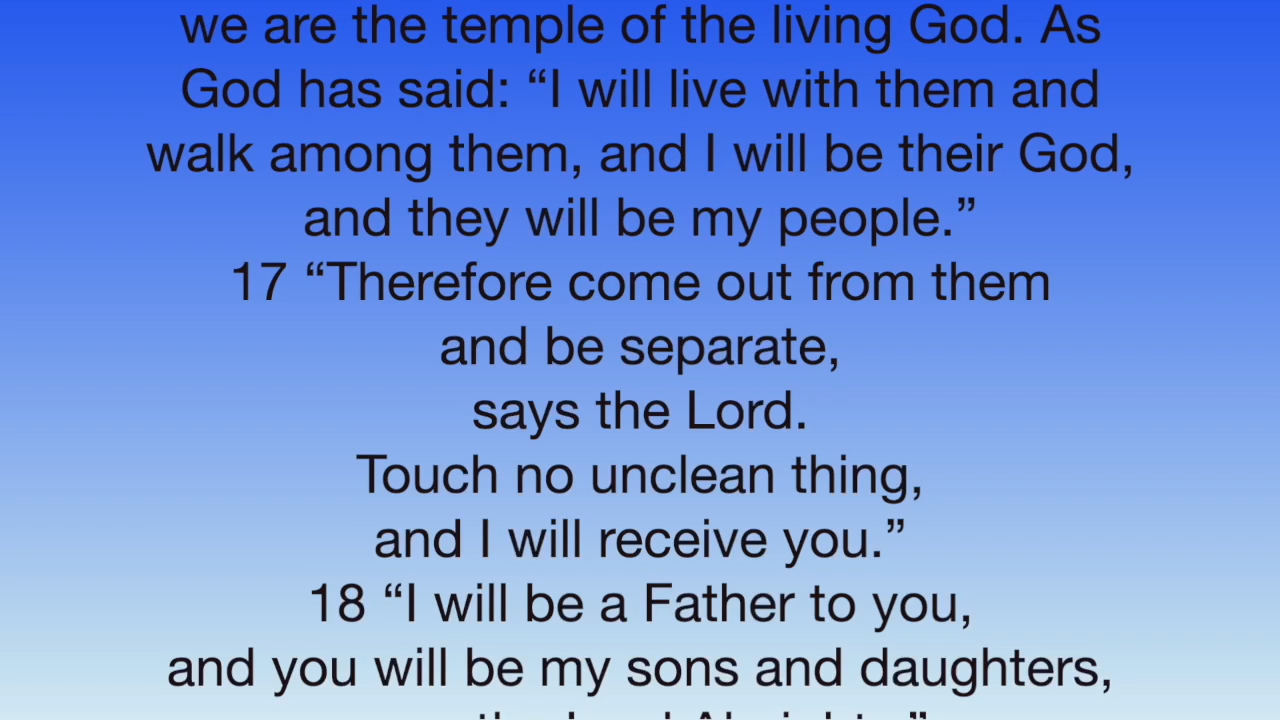 we are the temple of the living God. As
God has said: “I will live with them and
walk among them, and I will be their God,
and they will be my people.”
17 “Therefore come out from them
and be separate,
says the Lord.
Touch no unclean thing,
and I will receive you.”
18 “I will be a Father to you,
and you will be my sons and daughters,